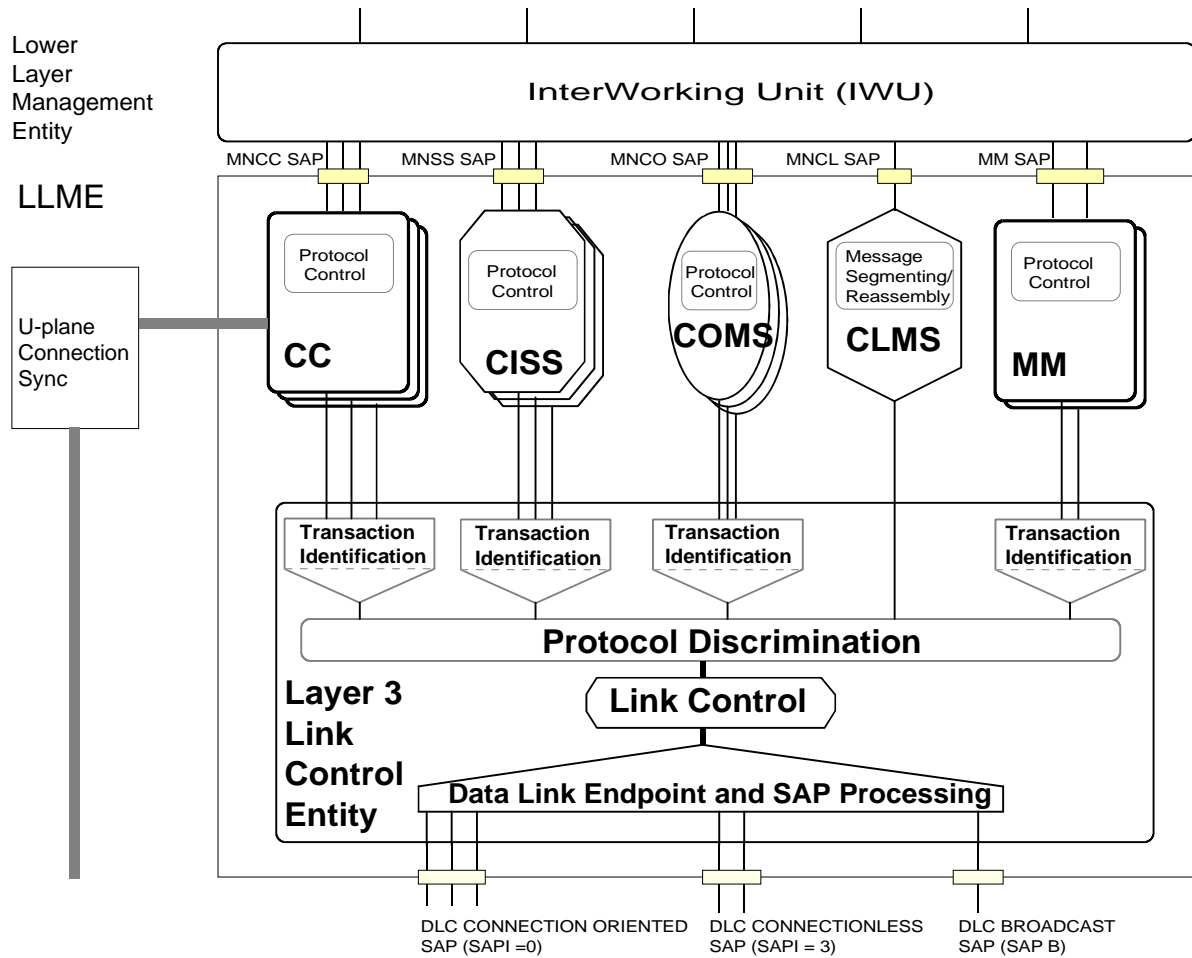 Lower
Layer
Management
Entity
InterWorking Unit (IWU)
MNCC SAP
MNSS SAP
MNCO SAP
MNCL SAP
MM SAP
LLME
Protocol
Control
CC
Protocol
Control
CISS
Protocol
Control
COMS
Message
Segmenting/
Reassembly
CLMS
Protocol
Control
MM
U-plane
Connection
Sync
Transaction
Identification
Transaction
Identification
Transaction
Identification
Transaction
Identification
Protocol Discrimination
Link Control
Layer 3
Link
Control
Entity
Data Link Endpoint and SAP Processing
DLC CONNECTION ORIENTED
SAP (SAPI =0)
DLC CONNECTIONLESS
SAP (SAPI = 3)
DLC BROADCAST
SAP (SAP B)